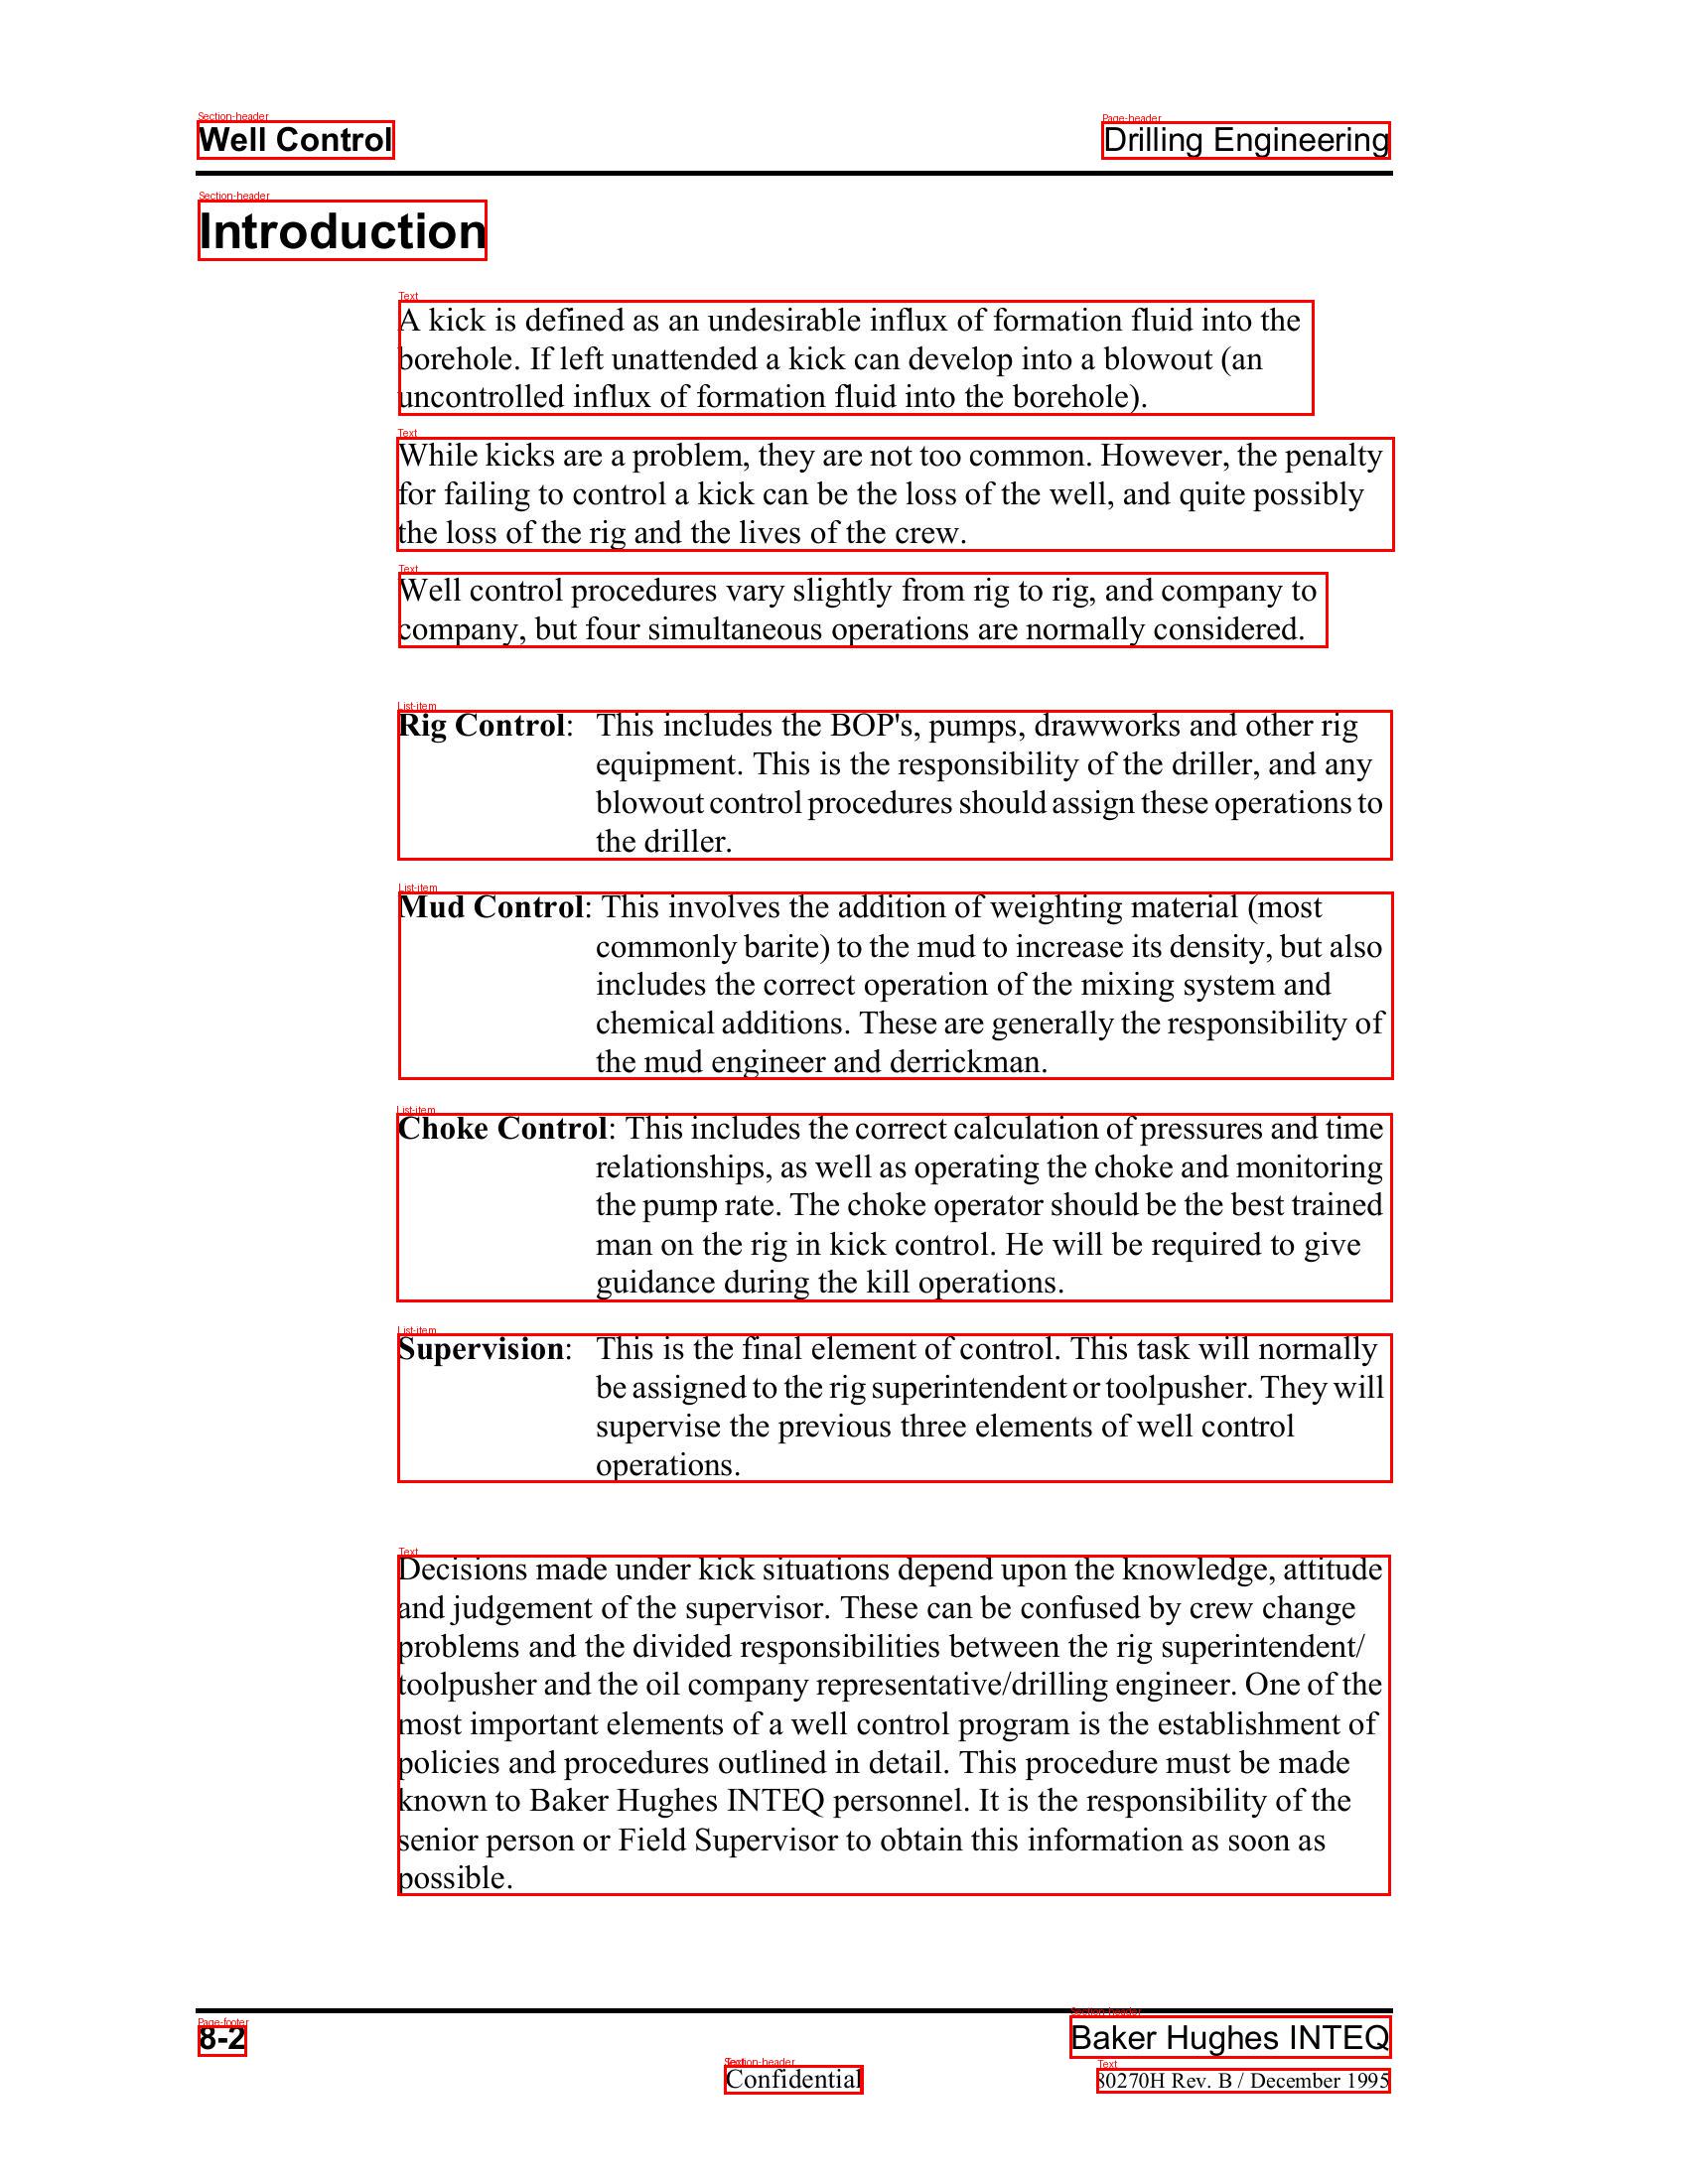 Section-header
Well Control
Page-header
Drilling Engineering
Section-header
Introduction
Text
A kick is defined as an undesirable influx of formation fluid into the
borehole. If left unattended a kick can develop into a blowout (an
uncontrolled influx of formation fluid into the borehole).
Text
While kicks are a problem, they are not too common. However, the penalty
for failing to control a kick can be the loss of the well, and quite possibly
the loss of the rig and the lives of the crew.
Text
Well control procedures vary slightly from rig to rig, and company to
company, but four simultaneous operations are normally considered.
List-item
Rig Control: This includes the BOP's, pumps, drawworks and other rig
equipment. This is the responsibility of the driller, and any
blowout control procedures should assign these operations to
the driller.
List-item
Mud Control: This involves the addition of weighting material (most
commonly barite) to the mud to increase its density, but also
includes the correct operation of the mixing system and
chemical additions. These are generally the responsibility of
the mud engineer and derrickman.
List-item
Choke Control: This includes the correct calculation of pressures and time
relationships, as well as operating the choke and monitoring
the pump rate. The choke operator should be the best trained
man on the rig in kick control. He will be required to give
guidance during the kill operations.
List-item
Supervision: This is the final element of control. This task will normally
be assigned to the rig superintendent or toolpusher. They will
supervise the previous three elements of well control
operations.
Text
Decisions made under kick situations depend upon the knowledge, attitude
and judgement of the supervisor. These can be confused by crew change
problems and the divided responsibilities between the rig superintendent/
toolpusher and the oil company representative/drilling engineer. One of the
most important elements of a well control program is the establishment of
policies and procedures outlined in detail. This procedure must be made
known to Baker Hughes INTEQ personnel. It is the responsibility of the
senior person or Field Supervisor to obtain this information as soon as
possible.
Page-footer
8-2
Section-header
Baker Hughes INTEQ
Section-header
Confidential
Text
80270H Rev. B / December 1995